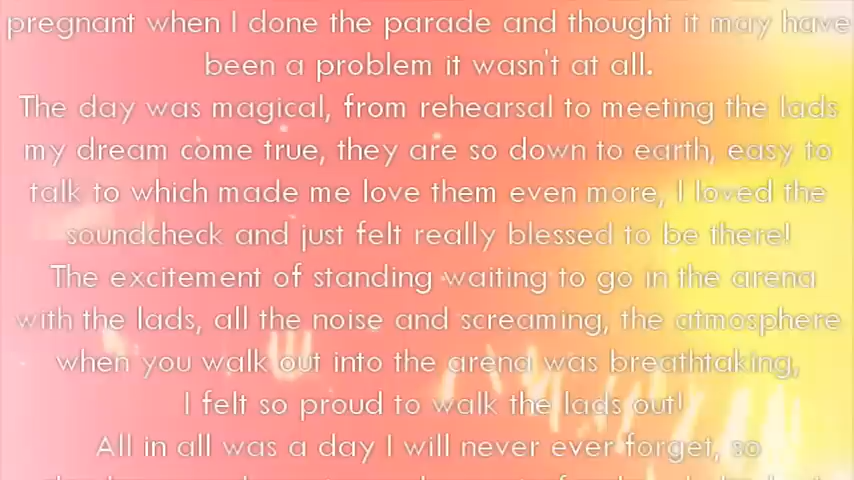 pregnant when I done the parade and thought it may have
been a problem it wasn't at all.
The day was magical, from rehearsal to meeting the lads
my dream come true, they are so down to earth, easy to
talk to which made me love them even more, I loved the
soundcheck and just felt really blessed to be there!
The excitement of standing waiting to go in the arena
with the lads, all the noise and screaming, the atmosphere
when you walk out into the arena was breathtaking,
I felt so proud to walk the lads out!
All in all was a day I will never ever forget, so